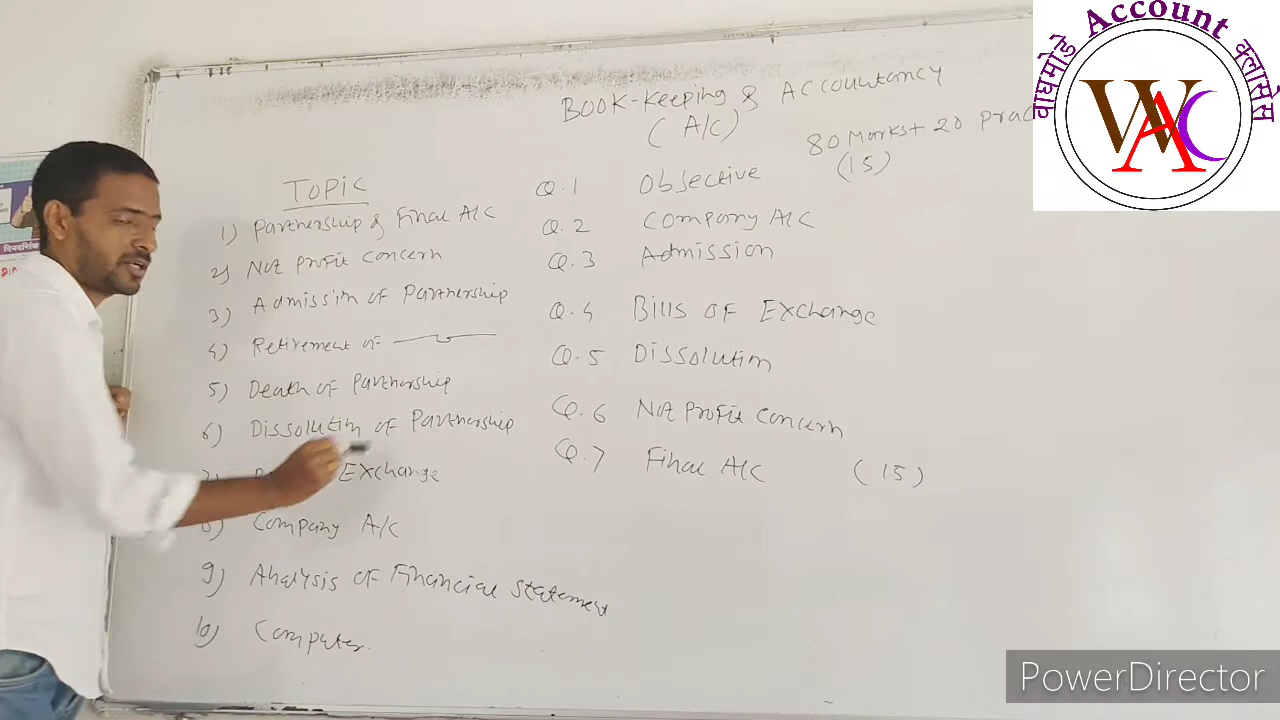 Account
वाघमोडे क्लासेस
WAC
BOOK-Keeping & Accountancy
(A/C)
80 Marks + 20 Prac
(15)
Topic
1) Partnership & Final A/C
2) Not Profit Concern
3) Admission of Partnership
4) Retirement of
5) Death of Partnership
6) Dissolution of Partnership
7) Exchange
8) Company A/C
9) Analysis of Financial Statement
10) Computer.
Q.1 Objective
Q.2 Company A/C
Q.3 Admission
Q.4 Bills of Exchange
Q.5 Dissolution
Q.6 Not Profit Concern
Q.7 Final A/C (15)
PowerDirector